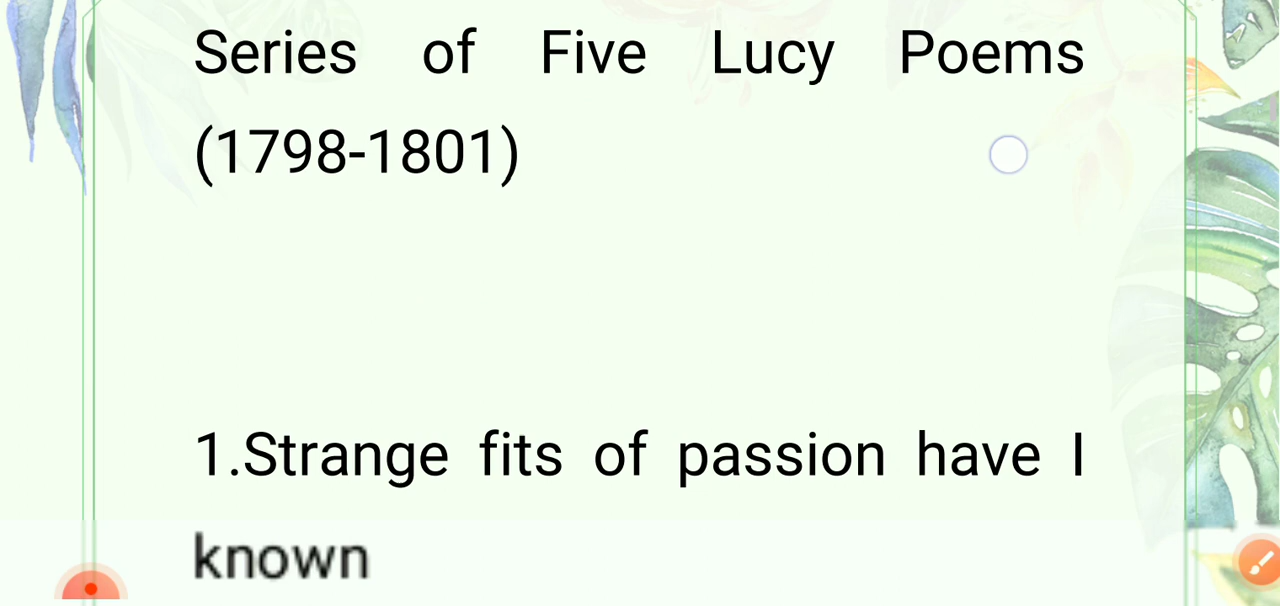 Series of Five Lucy Poems
(1798-1801)
1.Strange fits of passion have I
known